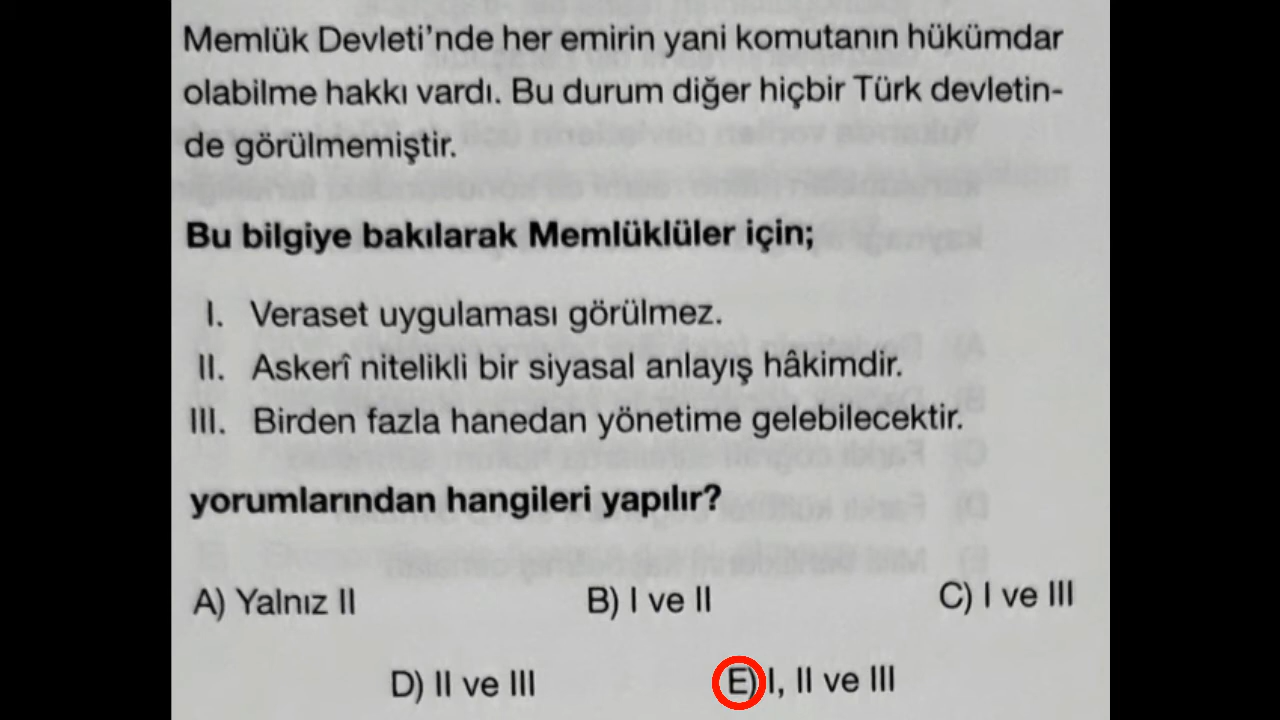 Memlük Devleti’nde her emirin yani komutanın hükümdar
olabilme hakkı vardı. Bu durum diğer hiçbir Türk devletin-
de görülmemiştir.
Bu bilgiye bakılarak Memlüklüler için;
I. Veraset uygulaması görülmez.
II. Askerî nitelikli bir siyasal anlayış hâkimdir.
III. Birden fazla hanedan yönetime gelebilecektir.
yorumlarından hangileri yapılır?
A) Yalnız II B) I ve II C) I ve III
D) II ve III E) I, II ve III